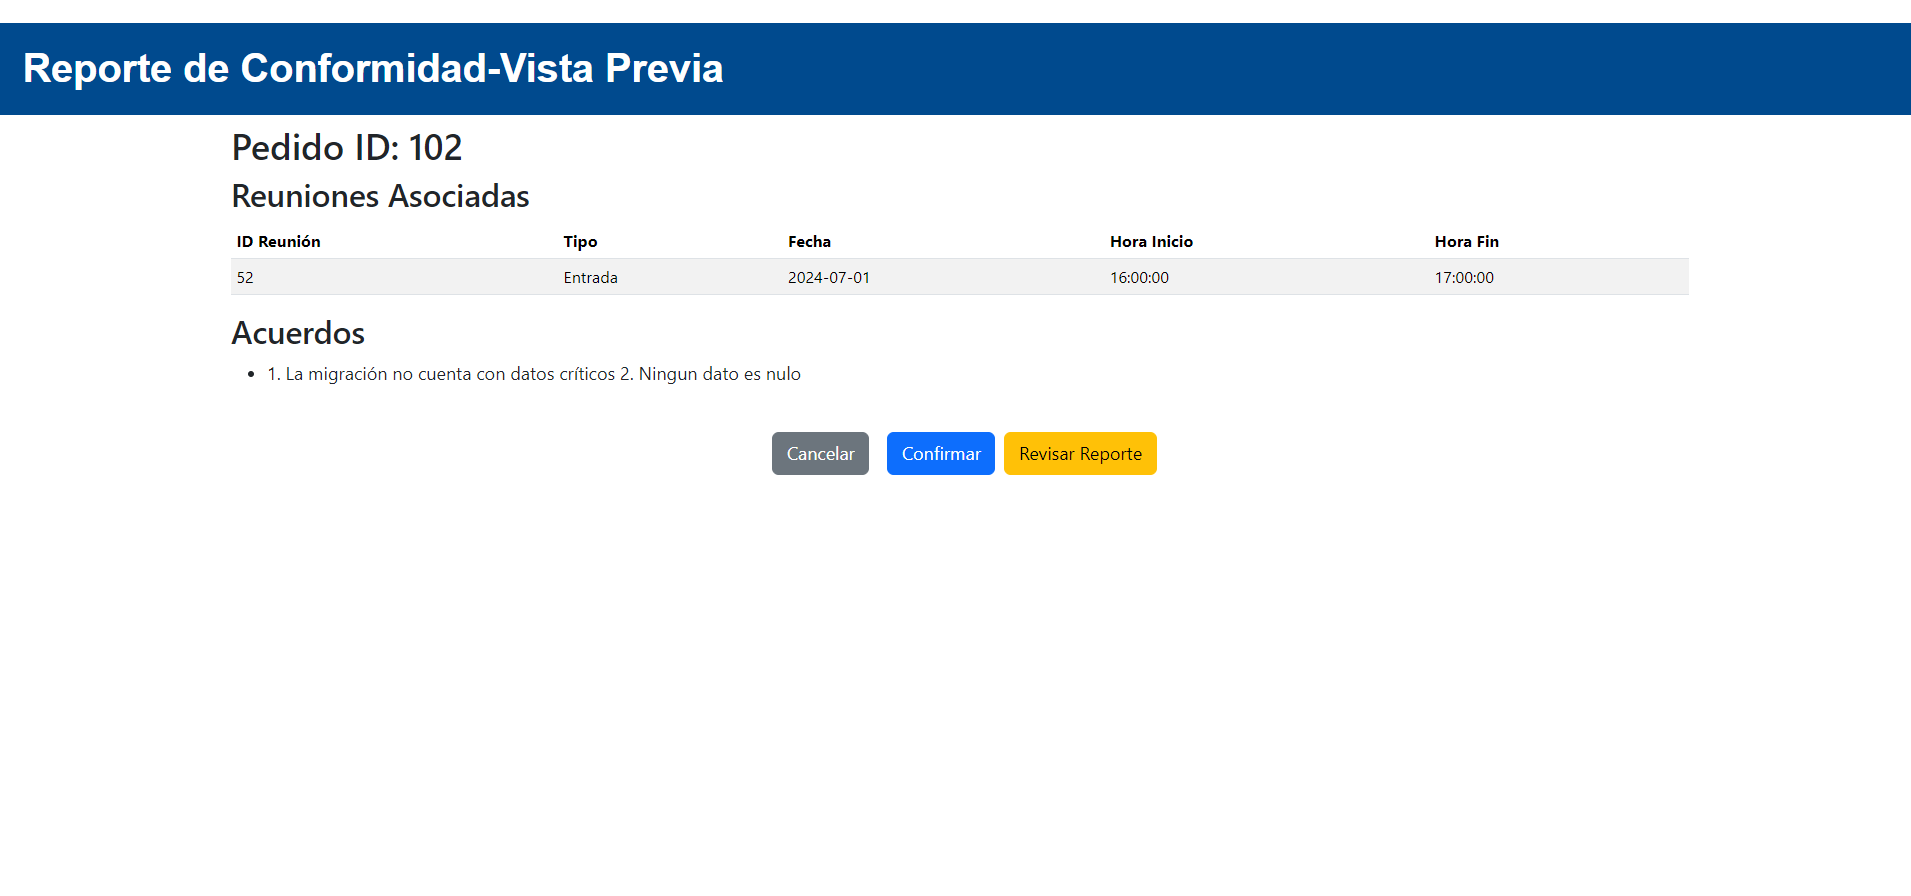 Reporte de Conformidad-Vista Previa
Pedido ID: 102
Reuniones Asociadas
ID Reunión Tipo Fecha Hora Inicio Hora Fin
52 Entrada 2024-07-01 16:00:00 17:00:00
Acuerdos
• 1. La migración no cuenta con datos críticos 2. Ningun dato es nulo
Cancelar Confirmar Revisar Reporte